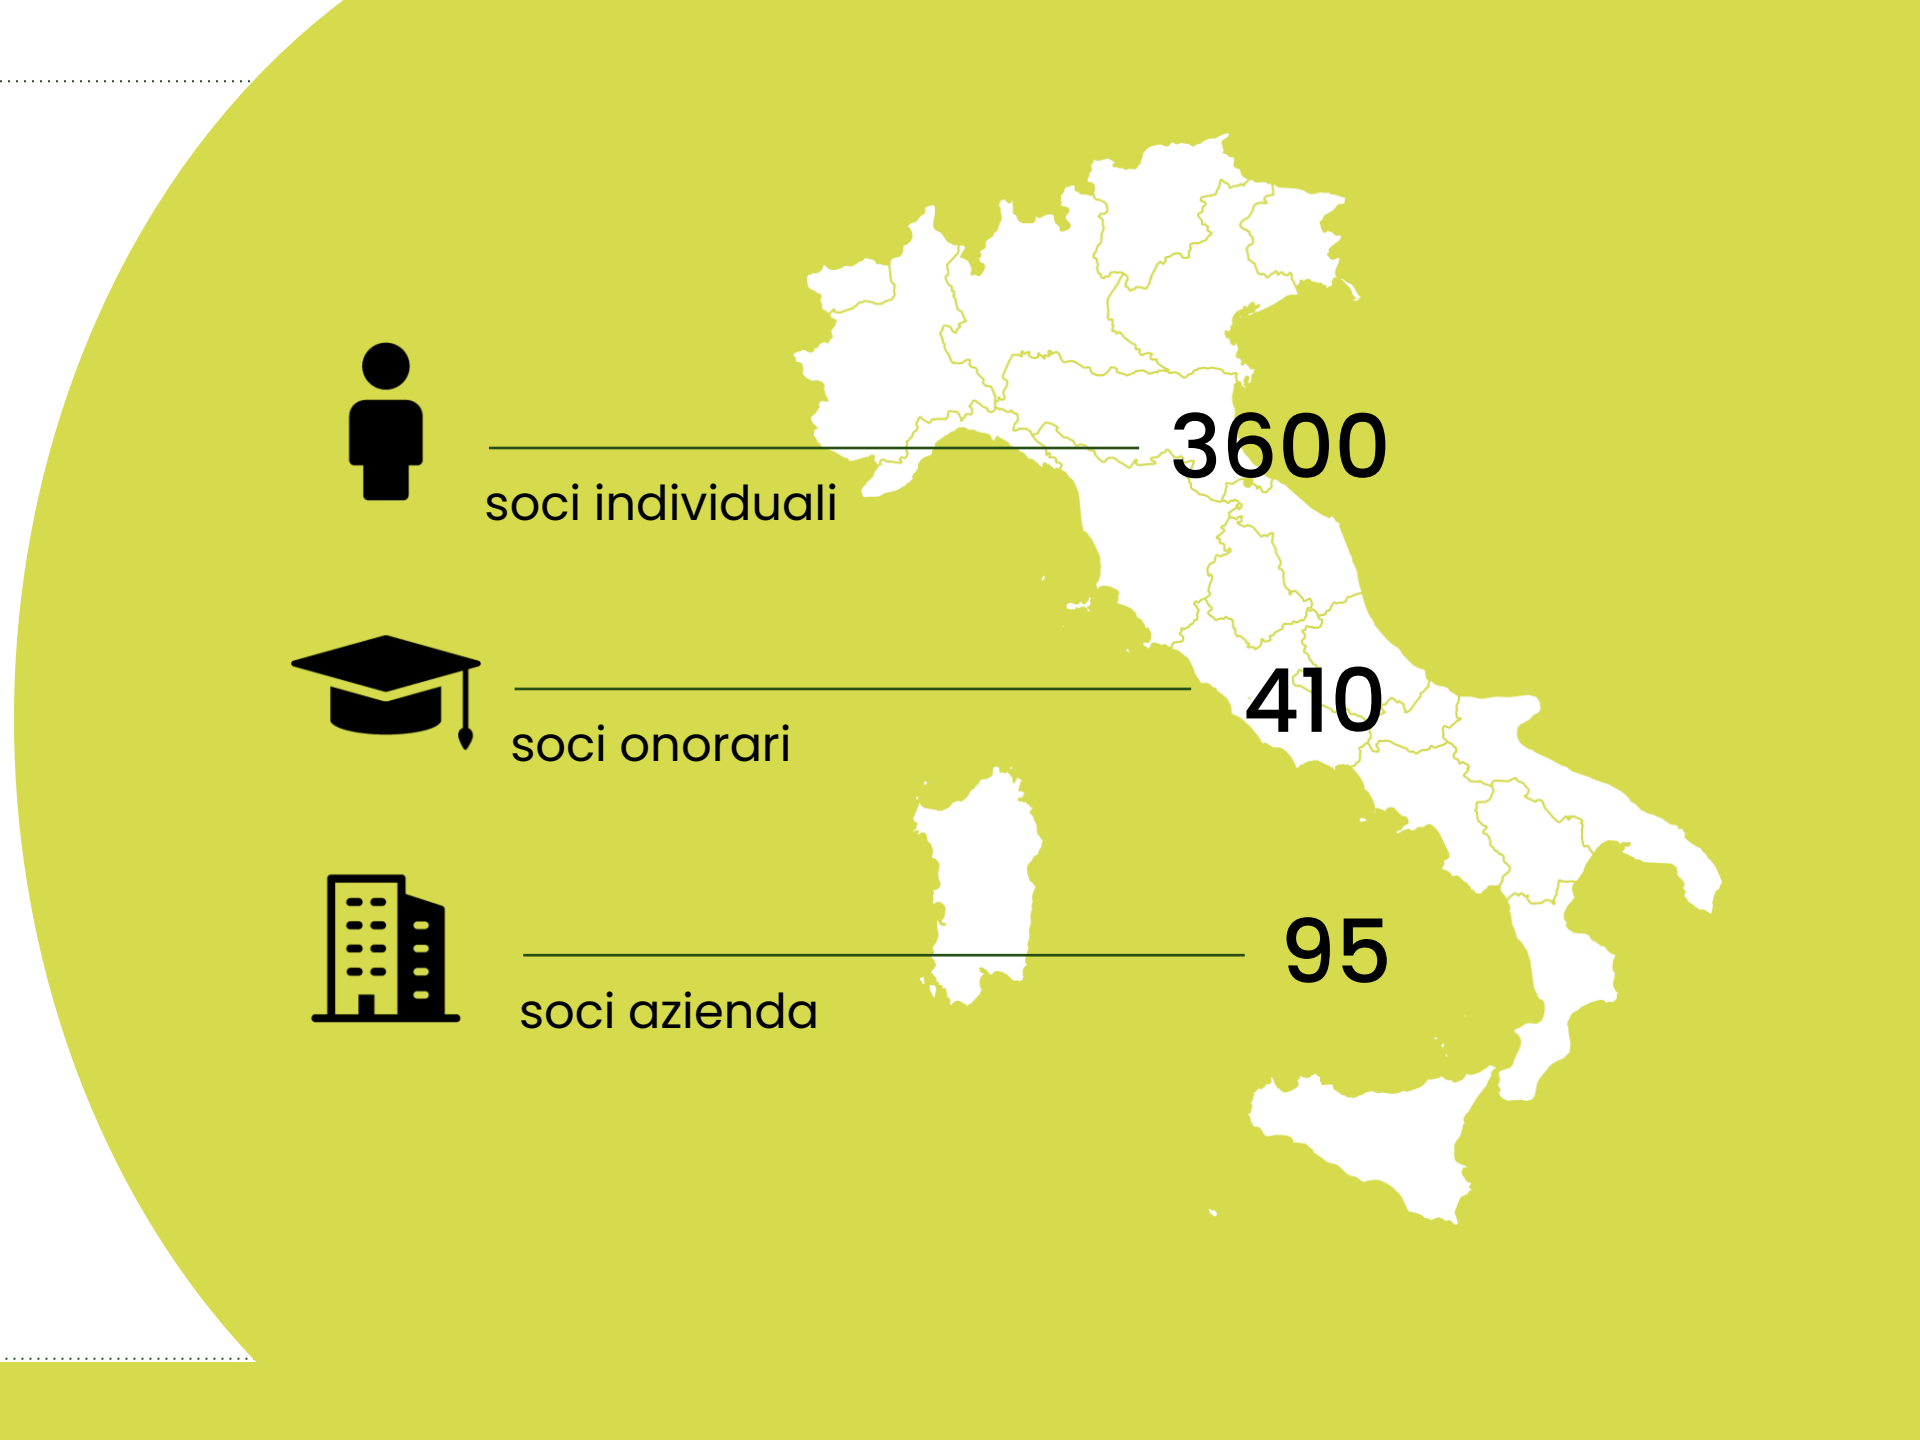 3600
soci individuali
410
soci onorari
95
soci azienda